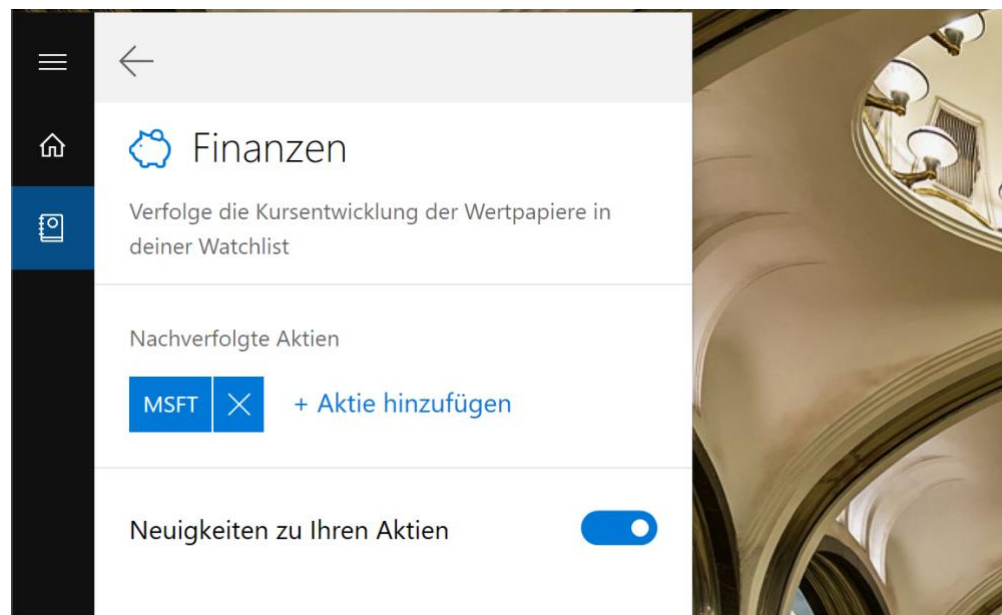 Finanzen
Verfolge die Kursentwicklung der Wertpapiere in
deiner Watchlist
Nachverfolgte Aktien
MSFT + Aktie hinzufügen
Neuigkeiten zu Ihren Aktien